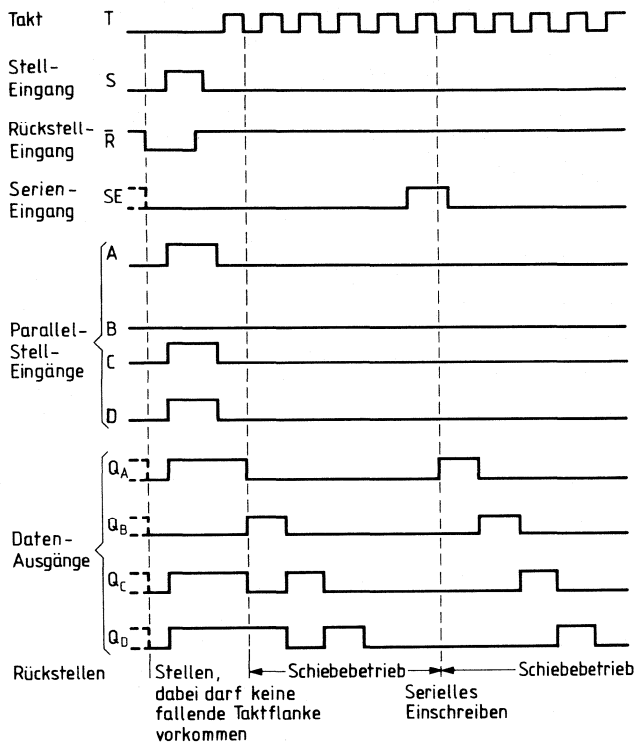 Takt T
Stell-
Eingang S
Rückstell-
Eingang R̅
Serien-
Eingang SE
A
B
Parallel-
Stell-
Eingänge
C
D
Q_A
Q_B
Daten-
Ausgänge
Q_C
Q_D
Rückstellen
Stellen,
dabei darf keine
fallende Taktflanke
vorkommen
Schiebebetrieb
Serielles
Einschreiben
Schiebebetrieb